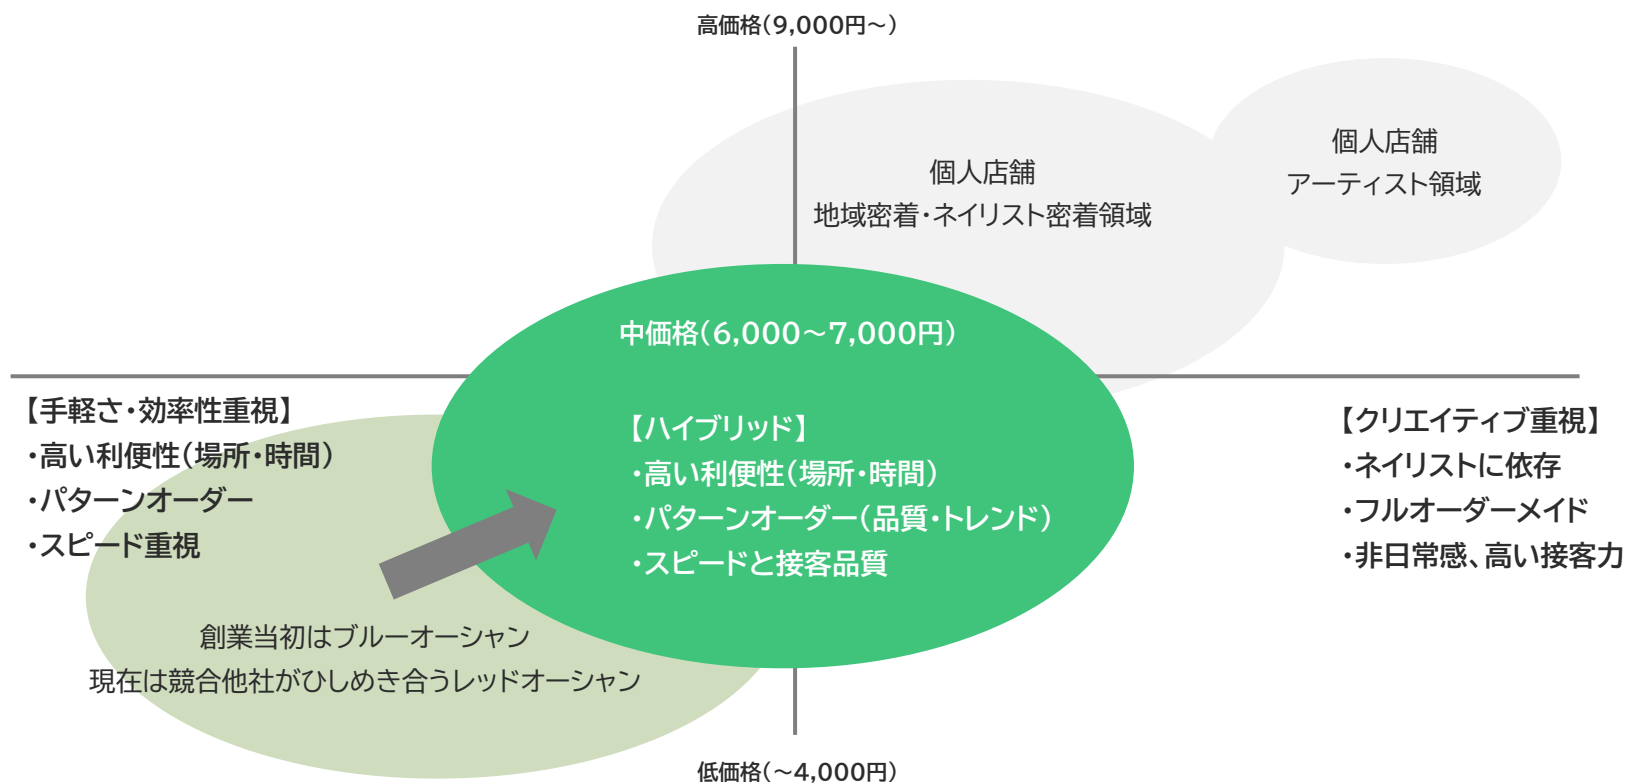 高価格（9,000円～）
個人店舗
アーティスト領域
個人店舗
地域密着・ネイリスト密着領域
中価格（6,000～7,000円）
【ハイブリッド】
・高い利便性（場所・時間）
・パターンオーダー（品質・トレンド）
・スピードと接客品質
【手軽さ・効率性重視】
・高い利便性（場所・時間）
・パターンオーダー
・スピード重視
【クリエイティブ重視】
・ネイリストに依存
・フルオーダーメイド
・非日常感、高い接客力
創業当初はブルーオーシャン
現在は競合他社がひしめき合うレッドオーシャン
低価格（～4,000円）